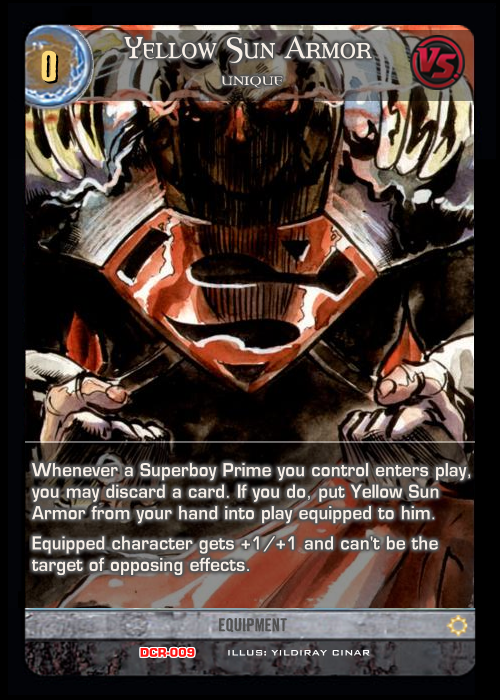 0
Yellow Sun Armor
VS.
UNIQUE
S
Whenever a Superboy Prime you control enters play,
you may discard a card. If you do, put Yellow Sun
Armor from your hand into play equipped to him.
Equipped character gets +1/+1 and can't be the
target of opposing effects.
EQUIPMENT
DCR-009 ILLUS: YILDIRAY CINAR